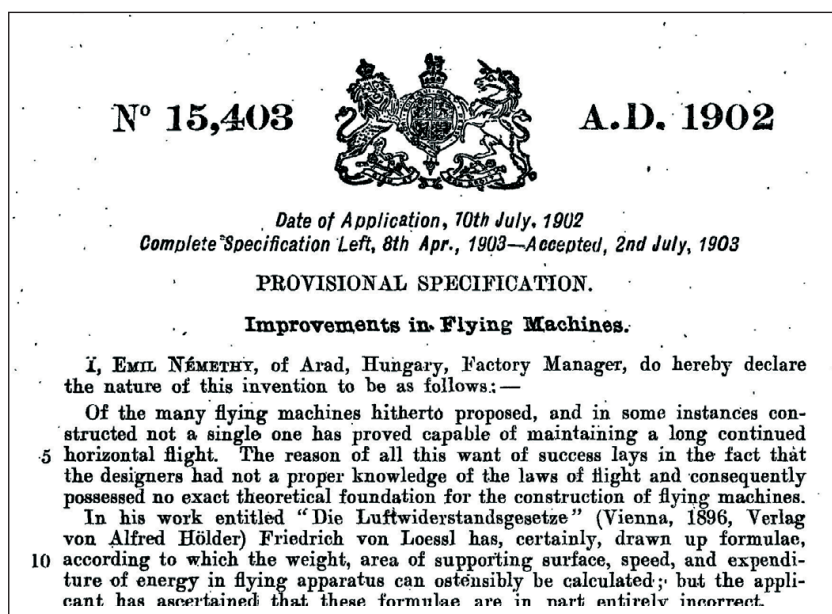 Nº 15,403
A.D. 1902
Date of Application, 10th July, 1902
Complete Specification Left, 8th Apr., 1903—Accepted, 2nd July, 1903
PROVISIONAL SPECIFICATION.
Improvements in Flying Machines.
I, EMIL NÉMETHY, of Arad, Hungary, Factory Manager, do hereby declare
the nature of this invention to be as follows:—
Of the many flying machines hitherto proposed, and in some instances con-
structed not a single one has proved capable of maintaining a long continued
5 horizontal flight. The reason of all this want of success lays in the fact that
the designers had not a proper knowledge of the laws of flight and consequently
possessed no exact theoretical foundation for the construction of flying machines.
In his work entitled "Die Luftwiderstandsgesetze" (Vienna, 1896, Verlag
von Alfred Hölder) Friedrich von Loessl has, certainly, drawn up formulae,
10 according to which the weight, area of supporting surface, speed, and expendi-
ture of energy in flying apparatus can ostensibly be calculated; but the appli-
cant has ascertained that these formulae are in part entirely incorrect.